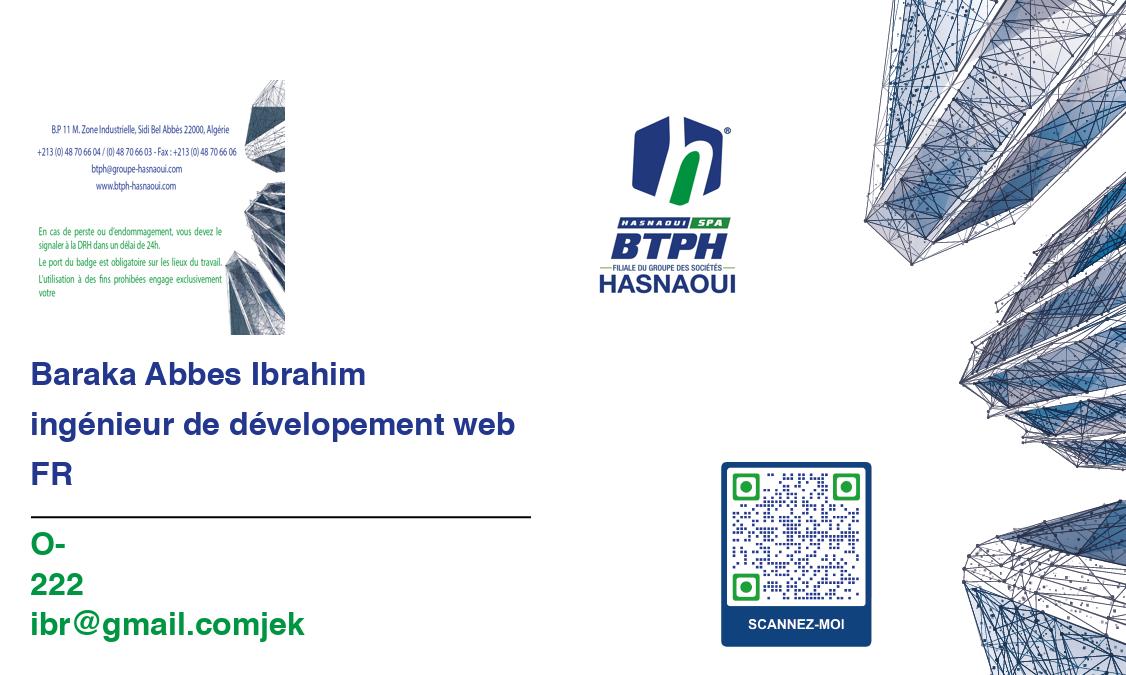 B.P 11 M. Zone Industrielle, Sidi Bel Abbès 22000, Algérie
+213 (0) 48 70 66 04 / (0) 48 70 66 03 - Fax : +213 (0) 48 70 66 06
btph@groupe-hasnaoui.com
www.btph-hasnaoui.com
En cas de perste ou d'endommagement, vous devez le
signaler à la DRH dans un délai de 24h.
Le port du badge est obligatoire sur les lieux du travail.
L'utilisation à des fins prohibées engage exclusivement
votre
®
HASNAOUI SPA
BTPH
FILIALE DU GROUPE DES SOCIÉTÉS
HASNAOUI
Baraka Abbes Ibrahim
ingénieur de dévelopement web
FR
O-
222
ibr@gmail.comjek
SCANNEZ-MOI